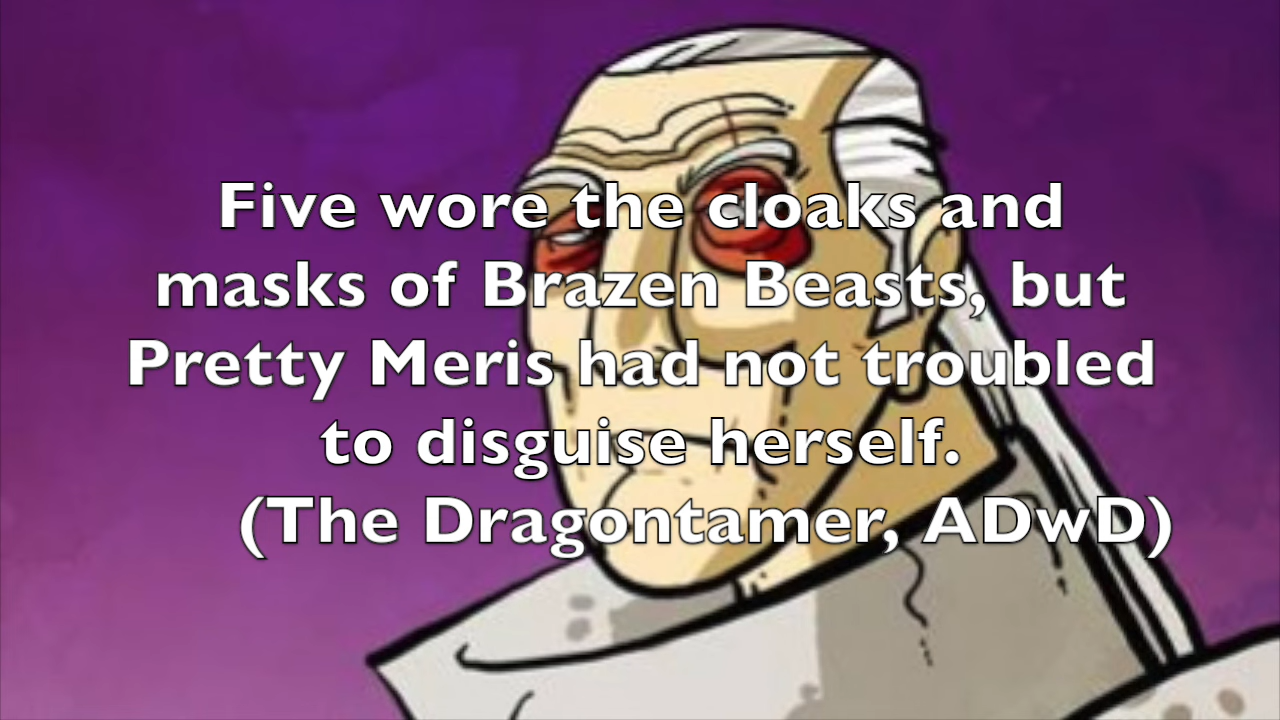 Five wore the cloaks and
masks of Brazen Beasts, but
Pretty Meris had not troubled
to disguise herself.
(The Dragontamer, ADwD)